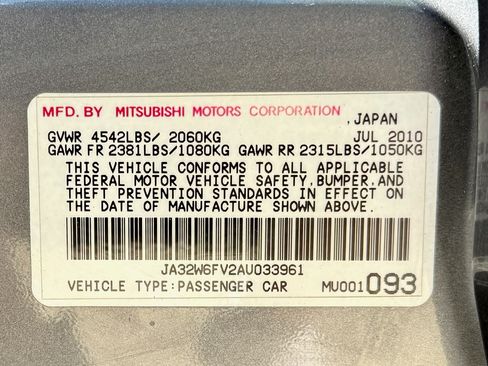 MFD. BY MITSUBISHI MOTORS CORPORATION , JAPAN
GVWR 4542LBS/ 2060KG JUL 2010
GAWR FR 2381LBS/1080KG GAWR RR 2315LBS/1050KG
THIS VEHICLE CONFORMS TO ALL APPLICABLE
FEDERAL MOTOR VEHICLE SAFETY, BUMPER, AND
THEFT PREVENTION STANDARDS IN EFFECT ON
THE DATE OF MANUFACTURE SHOWN ABOVE.
JA32W6FV2AU033961
VEHICLE TYPE:PASSENGER CAR MU001 093